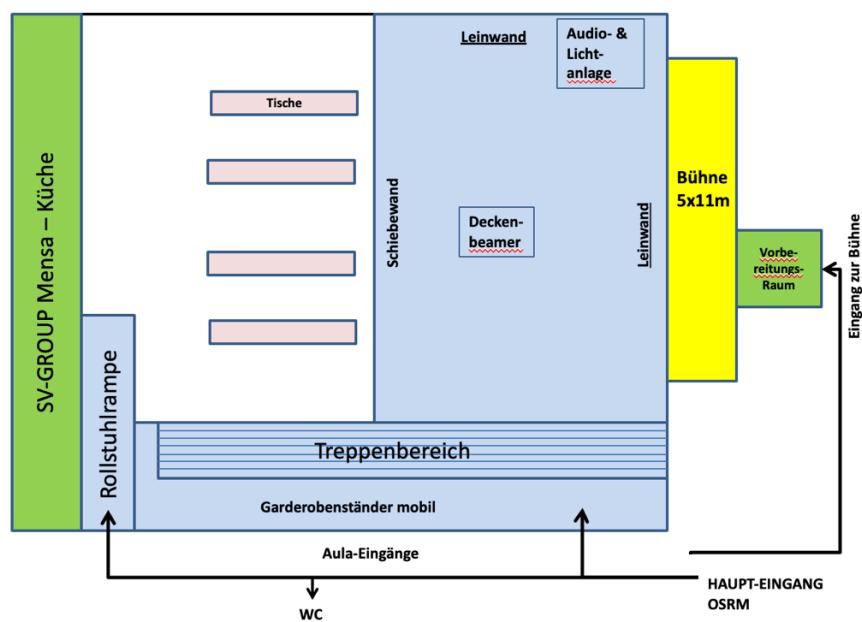 SV-GROUP Mensa – Küche
Leinwand
Audio- &
Licht-
anlage
Tische
Schiebewand
Decken-
beamer
Leinwand
Bühne
5x11m
Vorbe-
reitungs-
Raum
Eingang zur Bühne
Rollstuhlrampe
Treppenbereich
Garderobenständer mobil
Aula-Eingänge
WC
HAUPT-EINGANG
OSRM